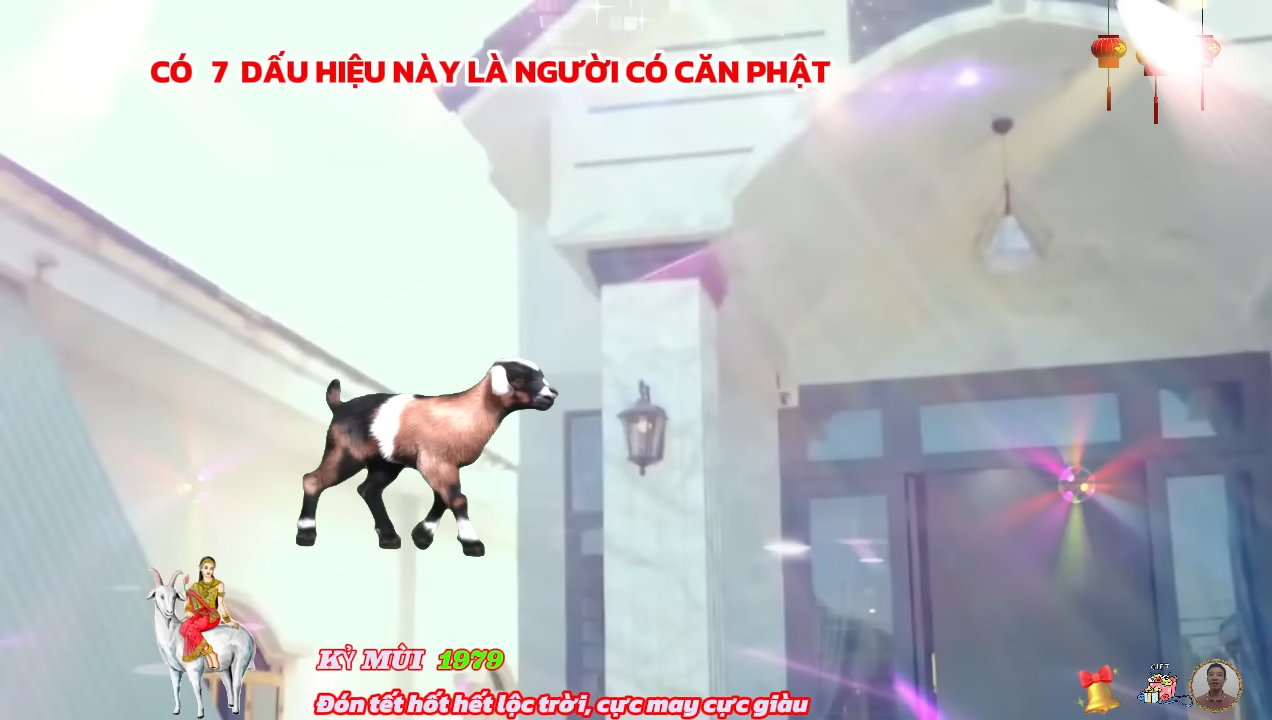 CÓ 7 DẤU HIỆU NÀY LÀ NGƯỜI CÓ CĂN PHẬT
GIFT
KỶ MÙI 1979
Đón tết hốt hết lộc trời, cực may cực giàu